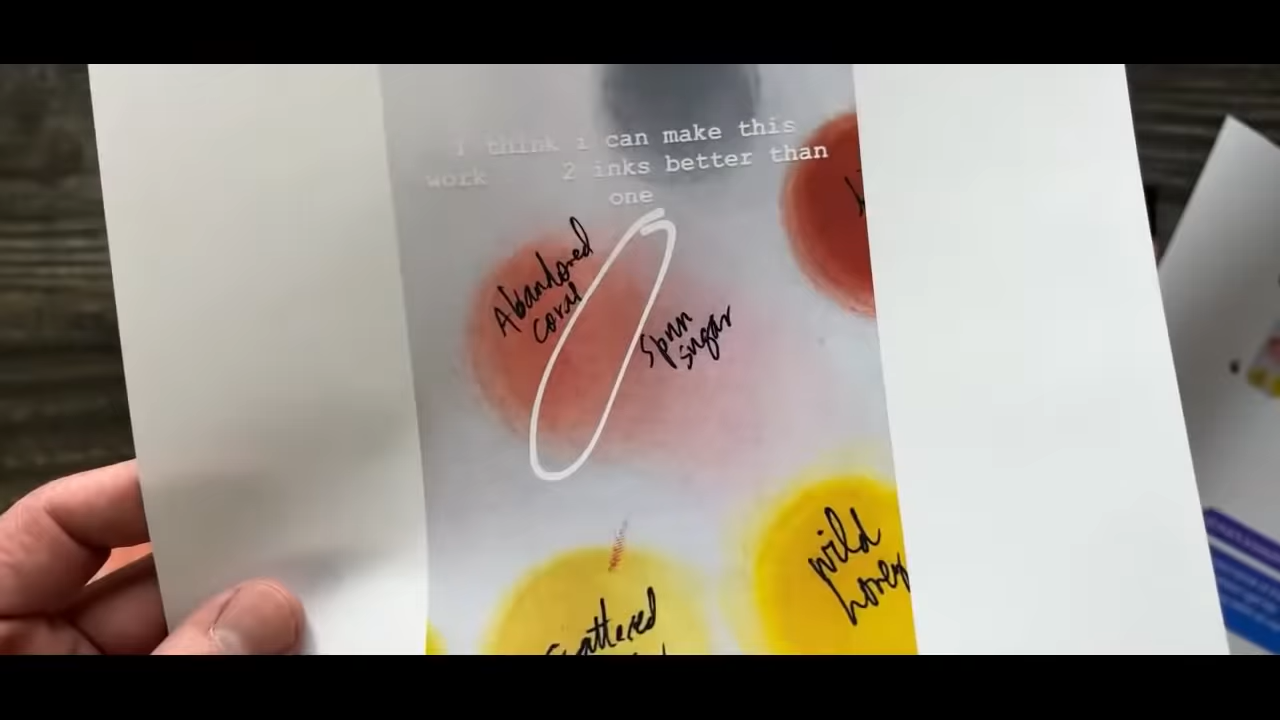 I think i can make this
work 2 inks better than
one
Abandoned
coral
Spun
sugar
wild
honey
scattered